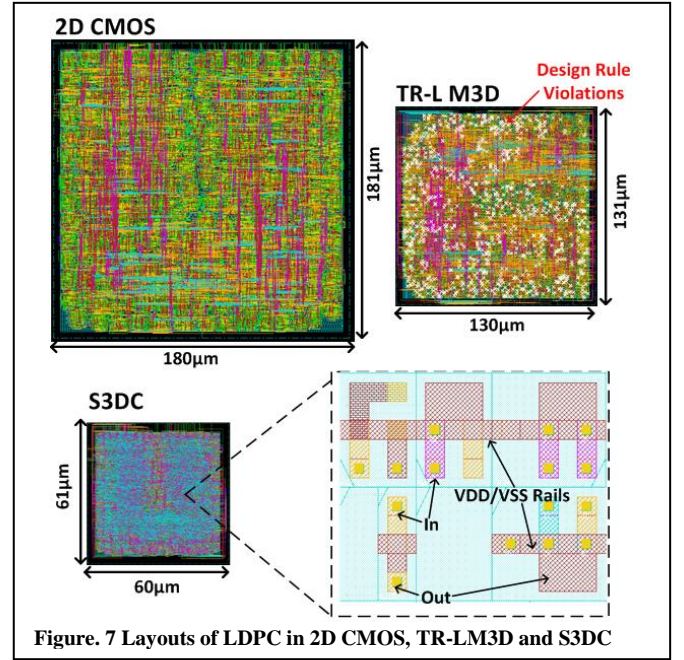 2D CMOS
181µm
180µm
TR-L M3D
Design Rule
Violations
131µm
130µm
S3DC
61µm
60µm
VDD/VSS Rails
In
Out
Figure. 7 Layouts of LDPC in 2D CMOS, TR-LM3D and S3DC